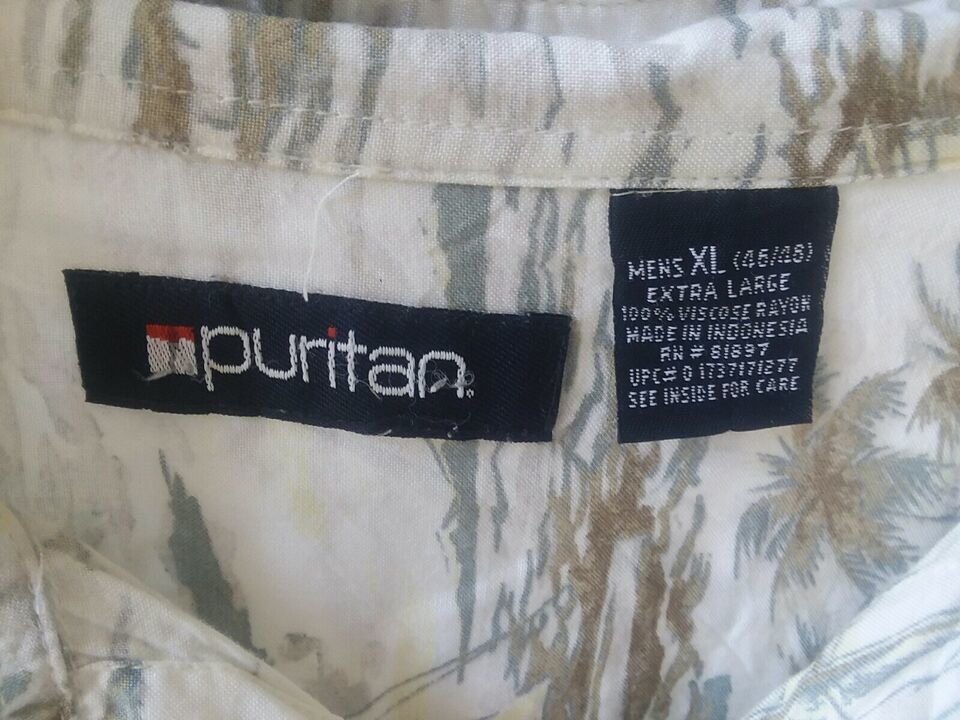 puritan.
MENS XL (46/48)
EXTRA LARGE
100% VISCOSE RAYON
MADE IN INDONESIA
RN # 81897
UPC# 0 1737171277
SEE INSIDE FOR CARE